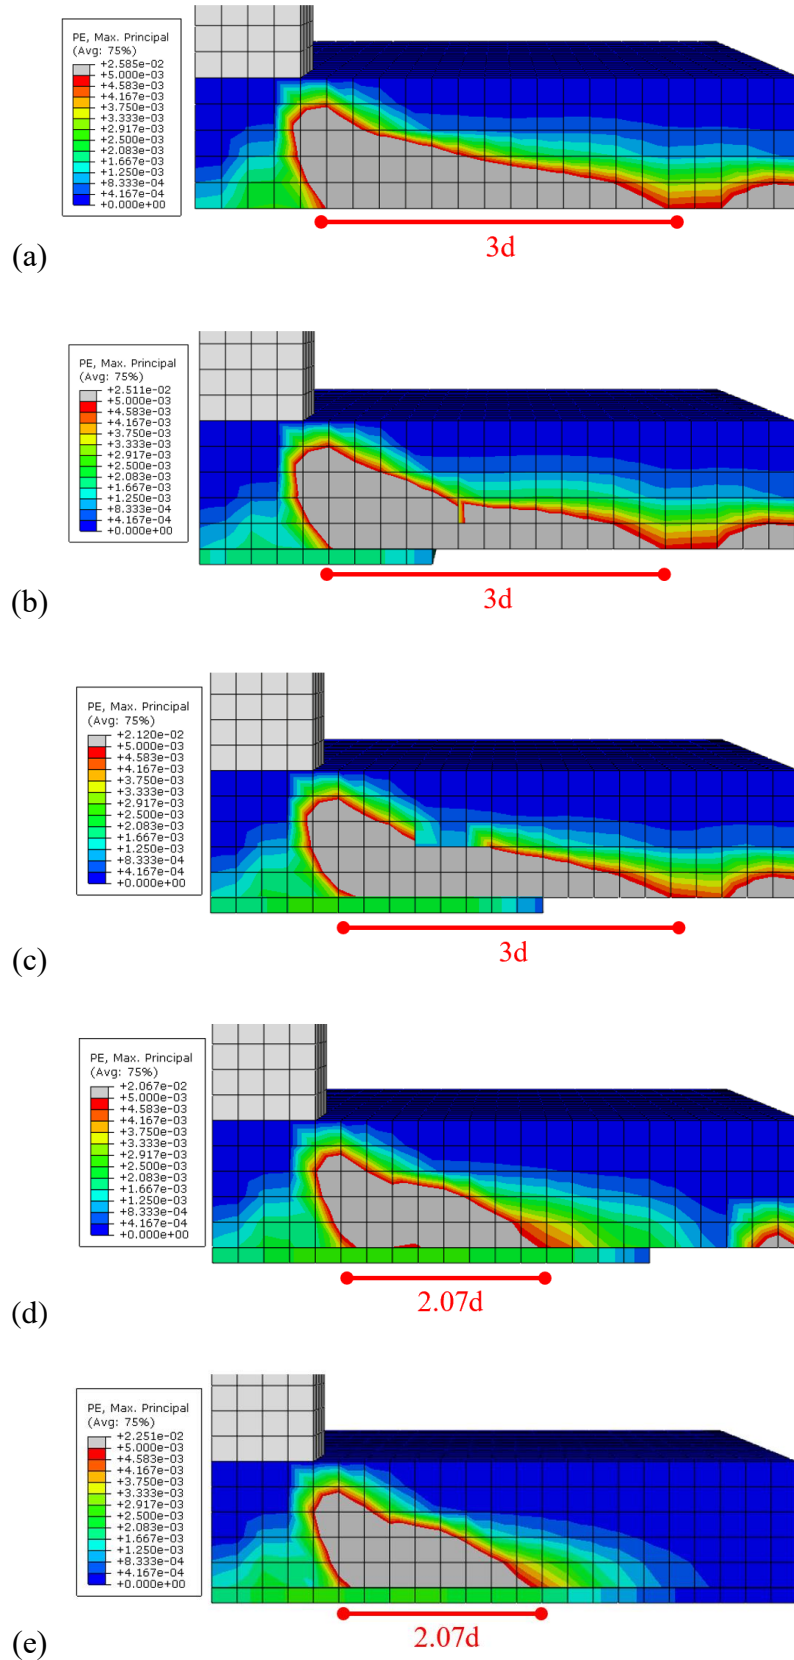 PE, Max. Principal
(Avg: 75%)
+2.585e-02
+5.000e-03
+4.583e-03
+4.167e-03
+3.750e-03
+3.333e-03
+2.917e-03
+2.500e-03
+2.083e-03
+1.667e-03
+1.250e-03
+8.333e-04
+4.167e-04
+0.000e+00
3d
(a)
PE, Max. Principal
(Avg: 75%)
+2.511e-02
+5.000e-03
+4.583e-03
+4.167e-03
+3.750e-03
+3.333e-03
+2.917e-03
+2.500e-03
+2.083e-03
+1.667e-03
+1.250e-03
+8.333e-04
+4.167e-04
+0.000e+00
3d
(b)
PE, Max. Principal
(Avg: 75%)
+2.120e-02
+5.000e-03
+4.583e-03
+4.167e-03
+3.750e-03
+3.333e-03
+2.917e-03
+2.500e-03
+2.083e-03
+1.667e-03
+1.250e-03
+8.333e-04
+4.167e-04
+0.000e+00
3d
(c)
PE, Max. Principal
(Avg: 75%)
+2.067e-02
+5.000e-03
+4.583e-03
+4.167e-03
+3.750e-03
+3.333e-03
+2.917e-03
+2.500e-03
+2.083e-03
+1.667e-03
+1.250e-03
+8.333e-04
+4.167e-04
+0.000e+00
2.07d
(d)
PE, Max. Principal
(Avg: 75%)
+2.251e-02
+5.000e-03
+4.583e-03
+4.167e-03
+3.750e-03
+3.333e-03
+2.917e-03
+2.500e-03
+2.083e-03
+1.667e-03
+1.250e-03
+8.333e-04
+4.167e-04
+0.000e+00
2.07d
(e)